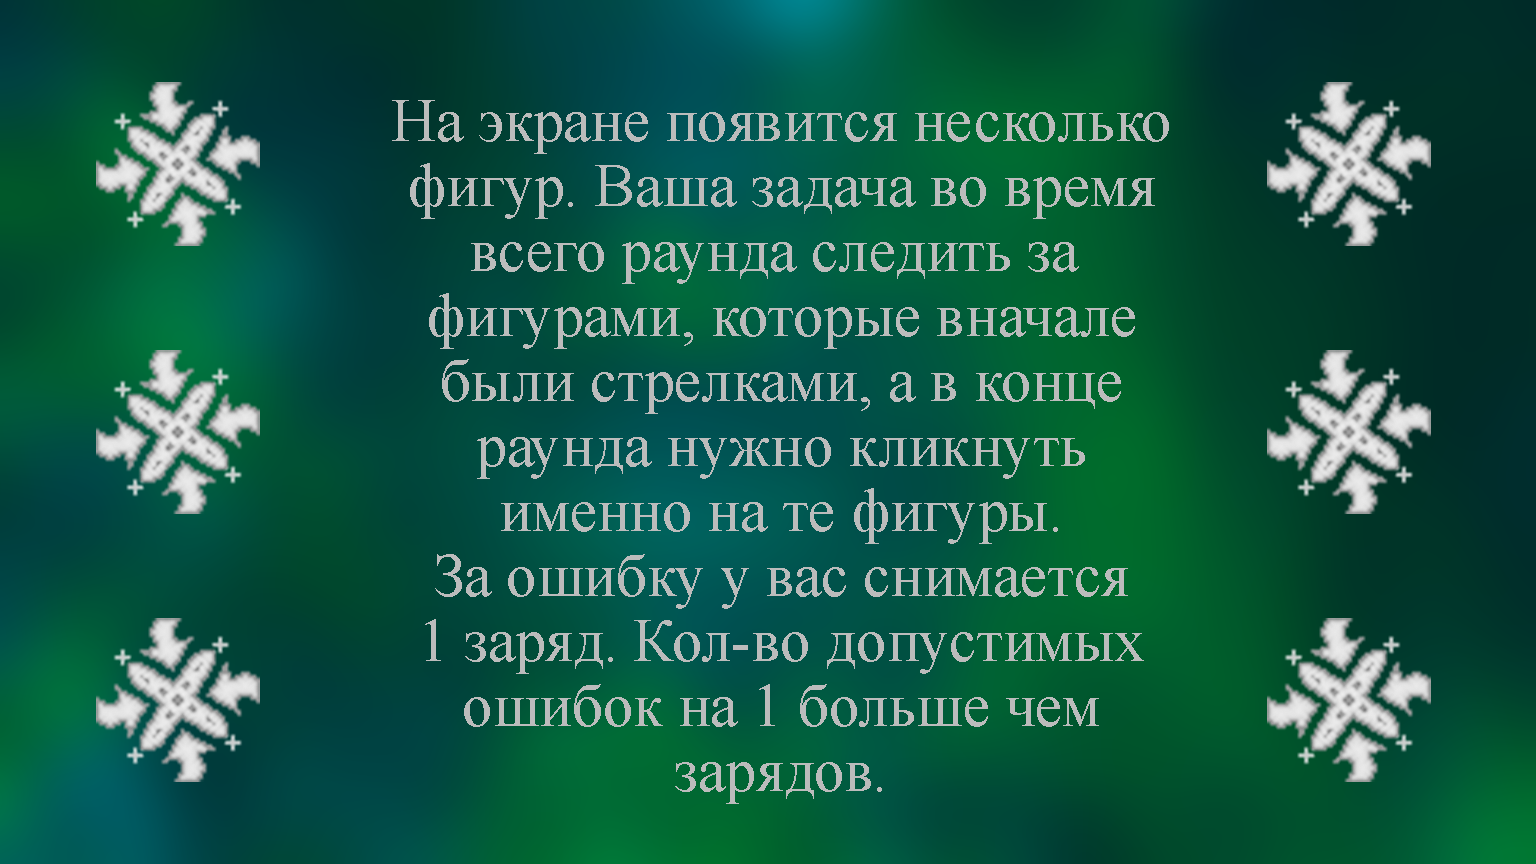 На экране появится несколько
фигур. Ваша задача во время
всего раунда следить за
фигурами, которые вначале
были стрелками, а в конце
раунда нужно кликнуть
именно на те фигуры.
За ошибку у вас снимается
1 заряд. Кол-во допустимых
ошибок на 1 больше чем
зарядов.